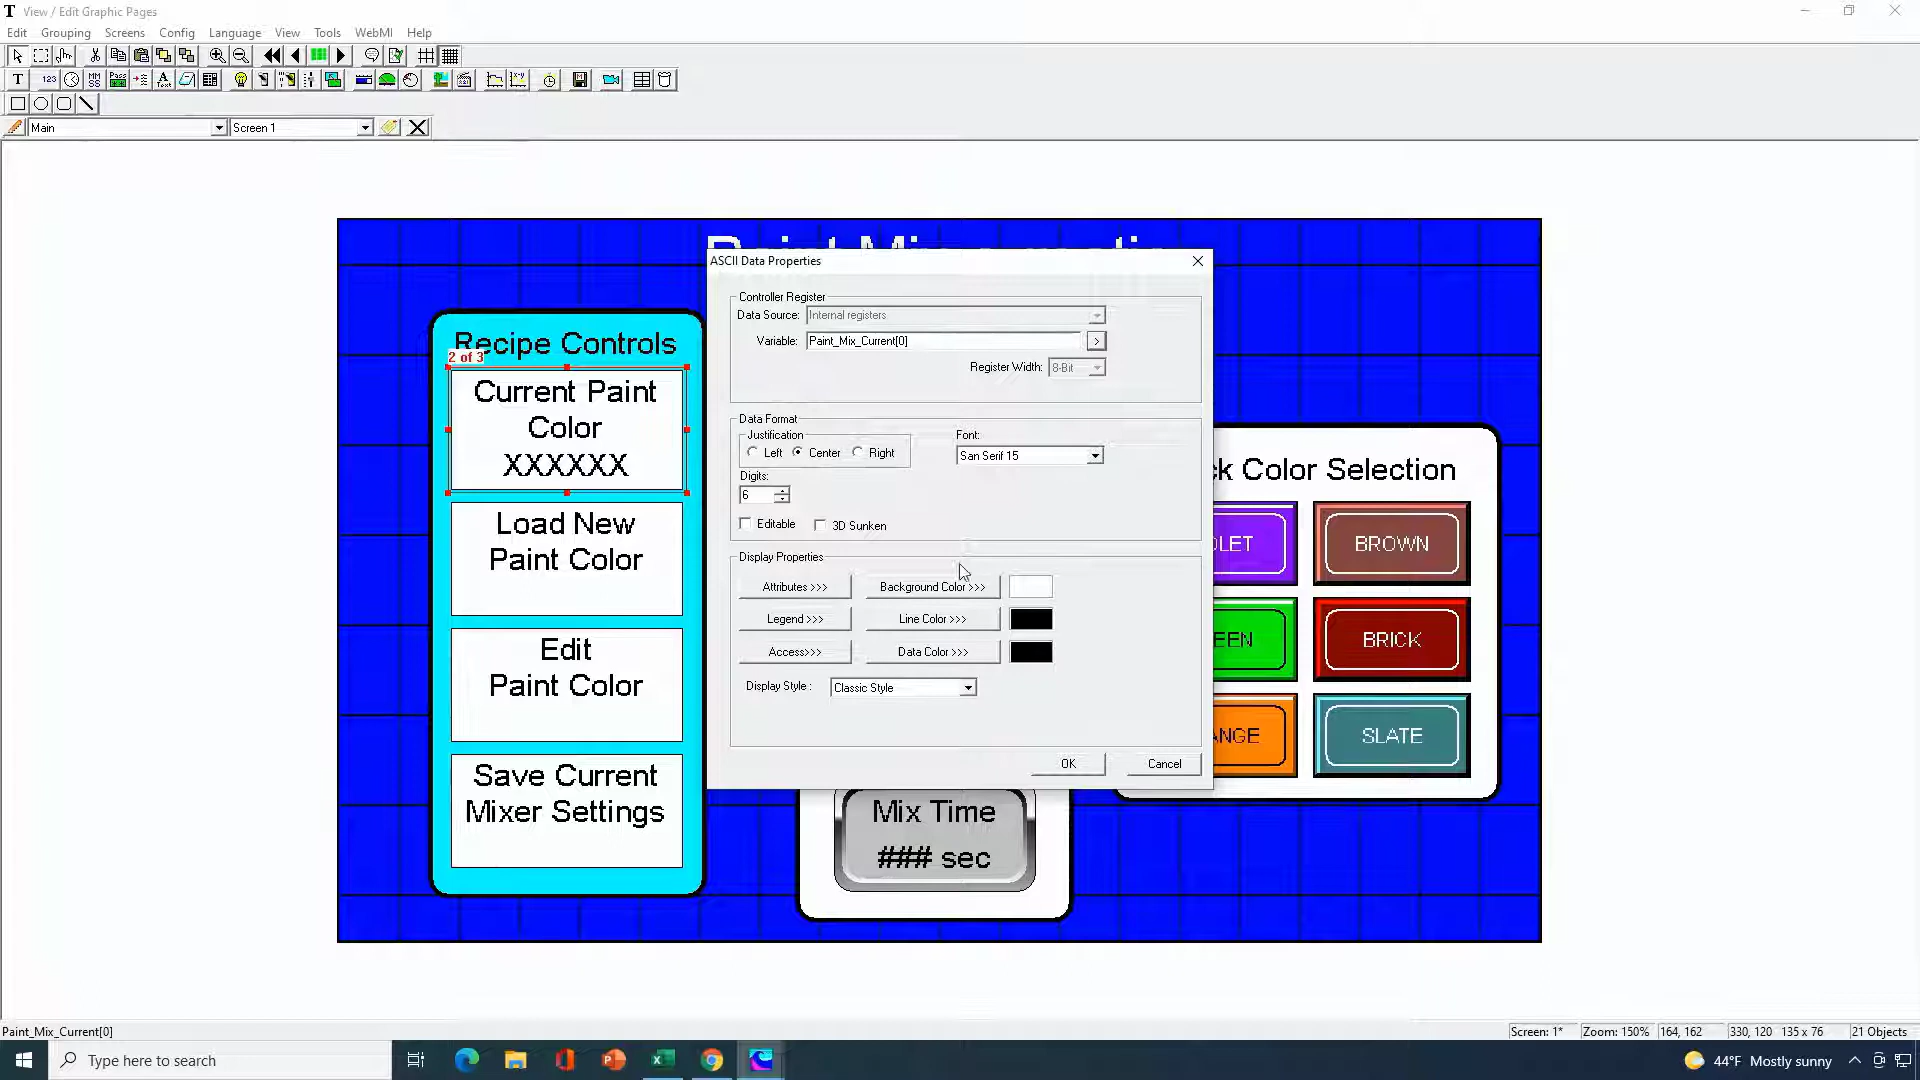 View / Edit Graphic Pages
Edit Grouping Screens Config Language View Tools WebMI Help
Main Screen 1
Recipe Controls
2 of 3
Current Paint
Color
XXXXXX
Load New
Paint Color
Edit
Paint Color
Save Current
Mixer Settings
ASCII Data Properties
Controller Register
Data Source: Internal registers
Variable: Paint_Mix_Current[0]
Register Width: 8-Bit
Data Format
Justification
Left Center Right
Font:
San Serif 15
Digits:
6
Editable 3D Sunken
Display Properties
Attributes >>> Background Color >>>
Legend >>> Line Color >>>
Access>>> Data Color >>>
Display Style : Classic Style
OK Cancel
Mix Time
### sec
ck Color Selection
OLET BROWN
EEN BRICK
ANGE SLATE
Paint_Mix_Current[0] Screen: 1* Zoom: 150% 164, 162 330, 120 135 x 76 21 Objects
Type here to search 44°F Mostly sunny